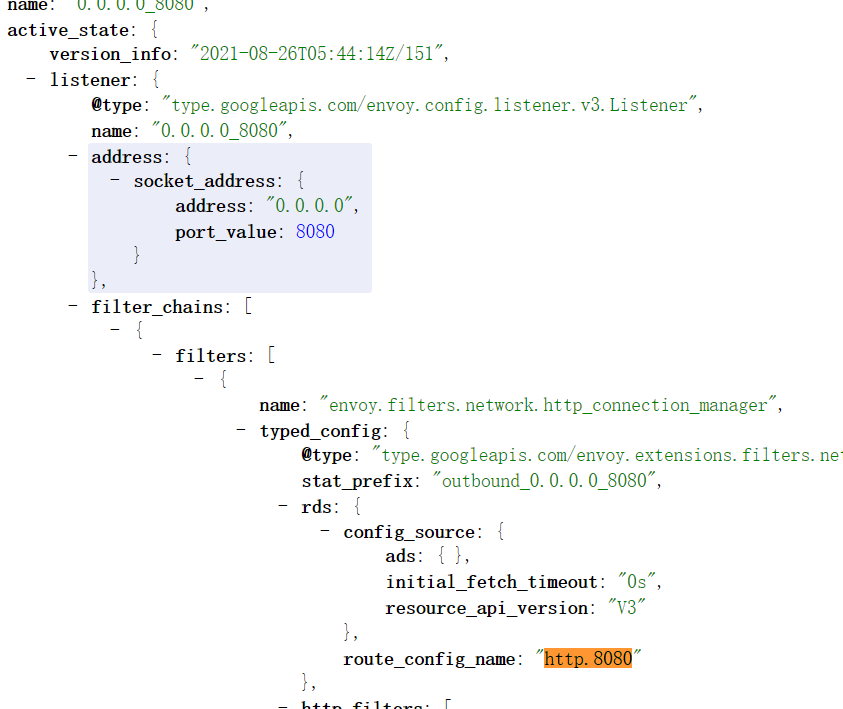 name: "0.0.0.0_8080",
active_state: {
version_info: "2021-08-26T05:44:14Z/151",
- listener: {
@type: "type.googleapis.com/envoy.config.listener.v3.Listener",
name: "0.0.0.0_8080",
- address: {
- socket_address: {
address: "0.0.0.0",
port_value: 8080
}
},
- filter_chains: [
- {
- filters: [
- {
name: "envoy.filters.network.http_connection_manager",
- typed_config: {
@type: "type.googleapis.com/envoy.extensions.filters.ne
stat_prefix: "outbound_0.0.0.0_8080",
- rds: {
- config_source: {
ads: { },
initial_fetch_timeout: "0s",
resource_api_version: "V3"
},
route_config_name: "http.8080"
},
- http_filters: [